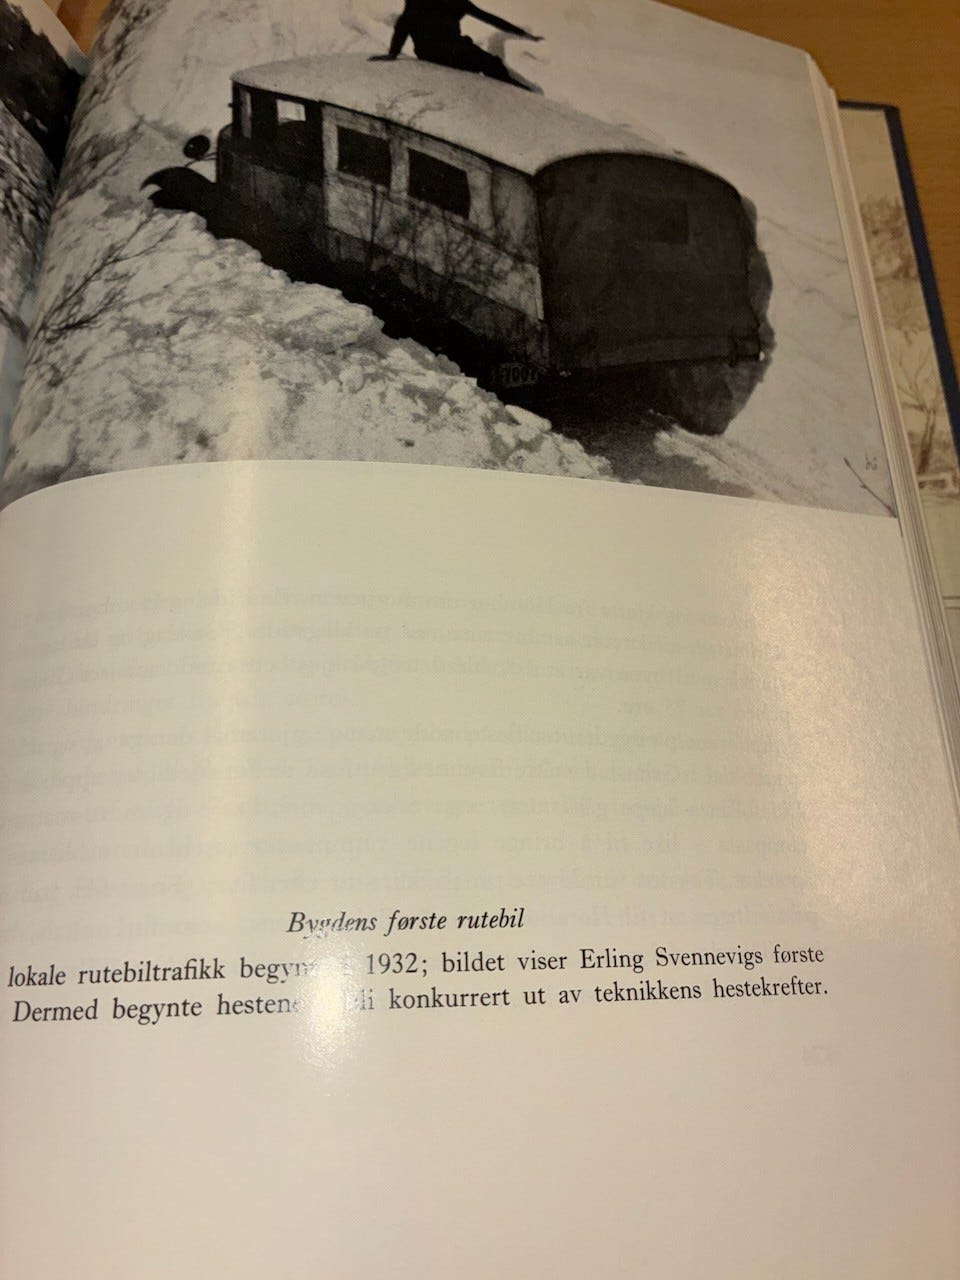 Bygdens første rutebil
lokale rutebiltrafikk 1932; bildet viser Erling Svennevigs første
Dermed begynte konkurrert ut av teknikkens hestekrefter.